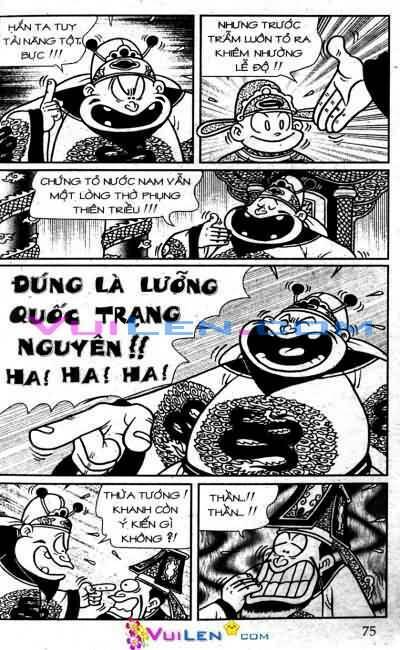 HẮN TA TUY
TÀI NĂNG TỘT
BỰC !!!
NHƯNG TRƯỚC
TRẪM LUÔN TỎ RA
KHIÊM NHƯỜNG
LỄ ĐỘ !!
CHỨNG TỎ NƯỚC NAM VẪN
MỘT LÒNG THỜ PHỤNG
THIÊN TRIỀU !!!
ĐÚNG LÀ LƯỠNG
QUỐC TRẠNG
NGUYÊN !!
HA! HA! HA!
VUILEN.COM
THỪA TƯỚNG !
KHANH CÒN
Ý KIẾN GÌ
KHÔNG ?!
THẦN...!!
THẦN...!!
75
VUILEN.COM